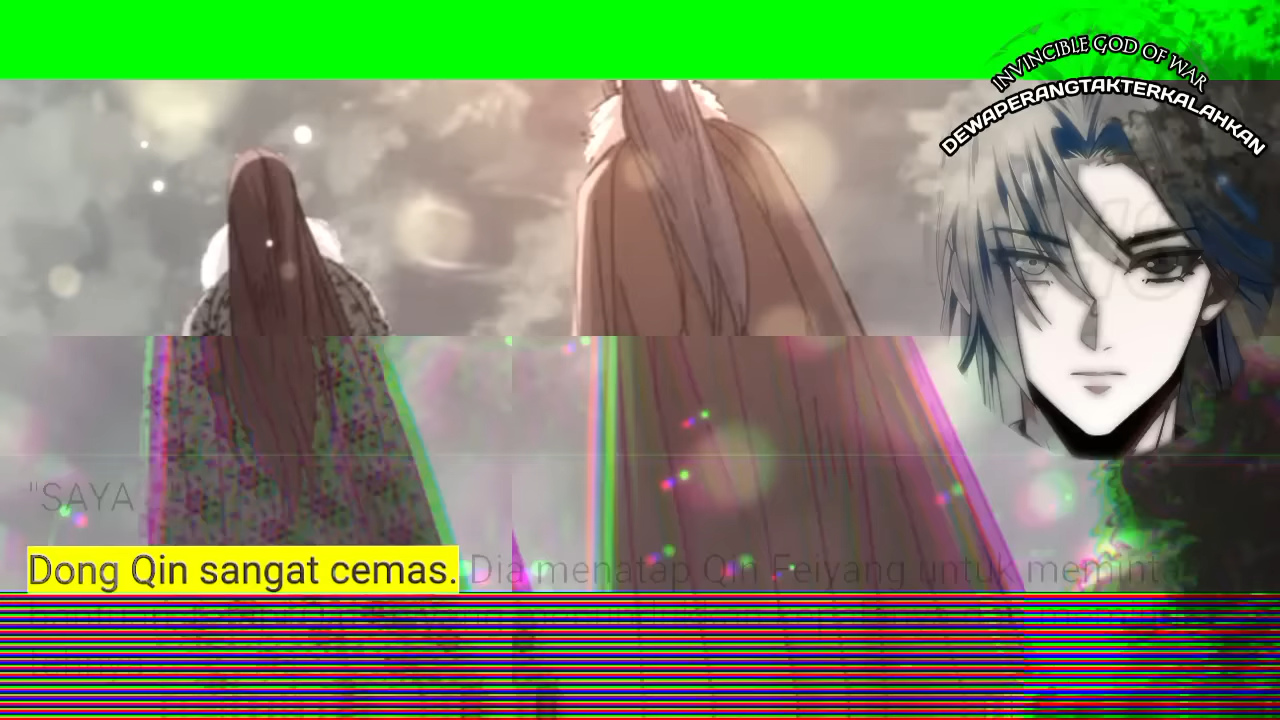 INVINCIBLE GOD OF WAR
DEWAPERANGTAKTERKALAHKAN
"SAYA
Dong Qin sangat cemas. Dia menatap Qin Feiyang untuk meminta